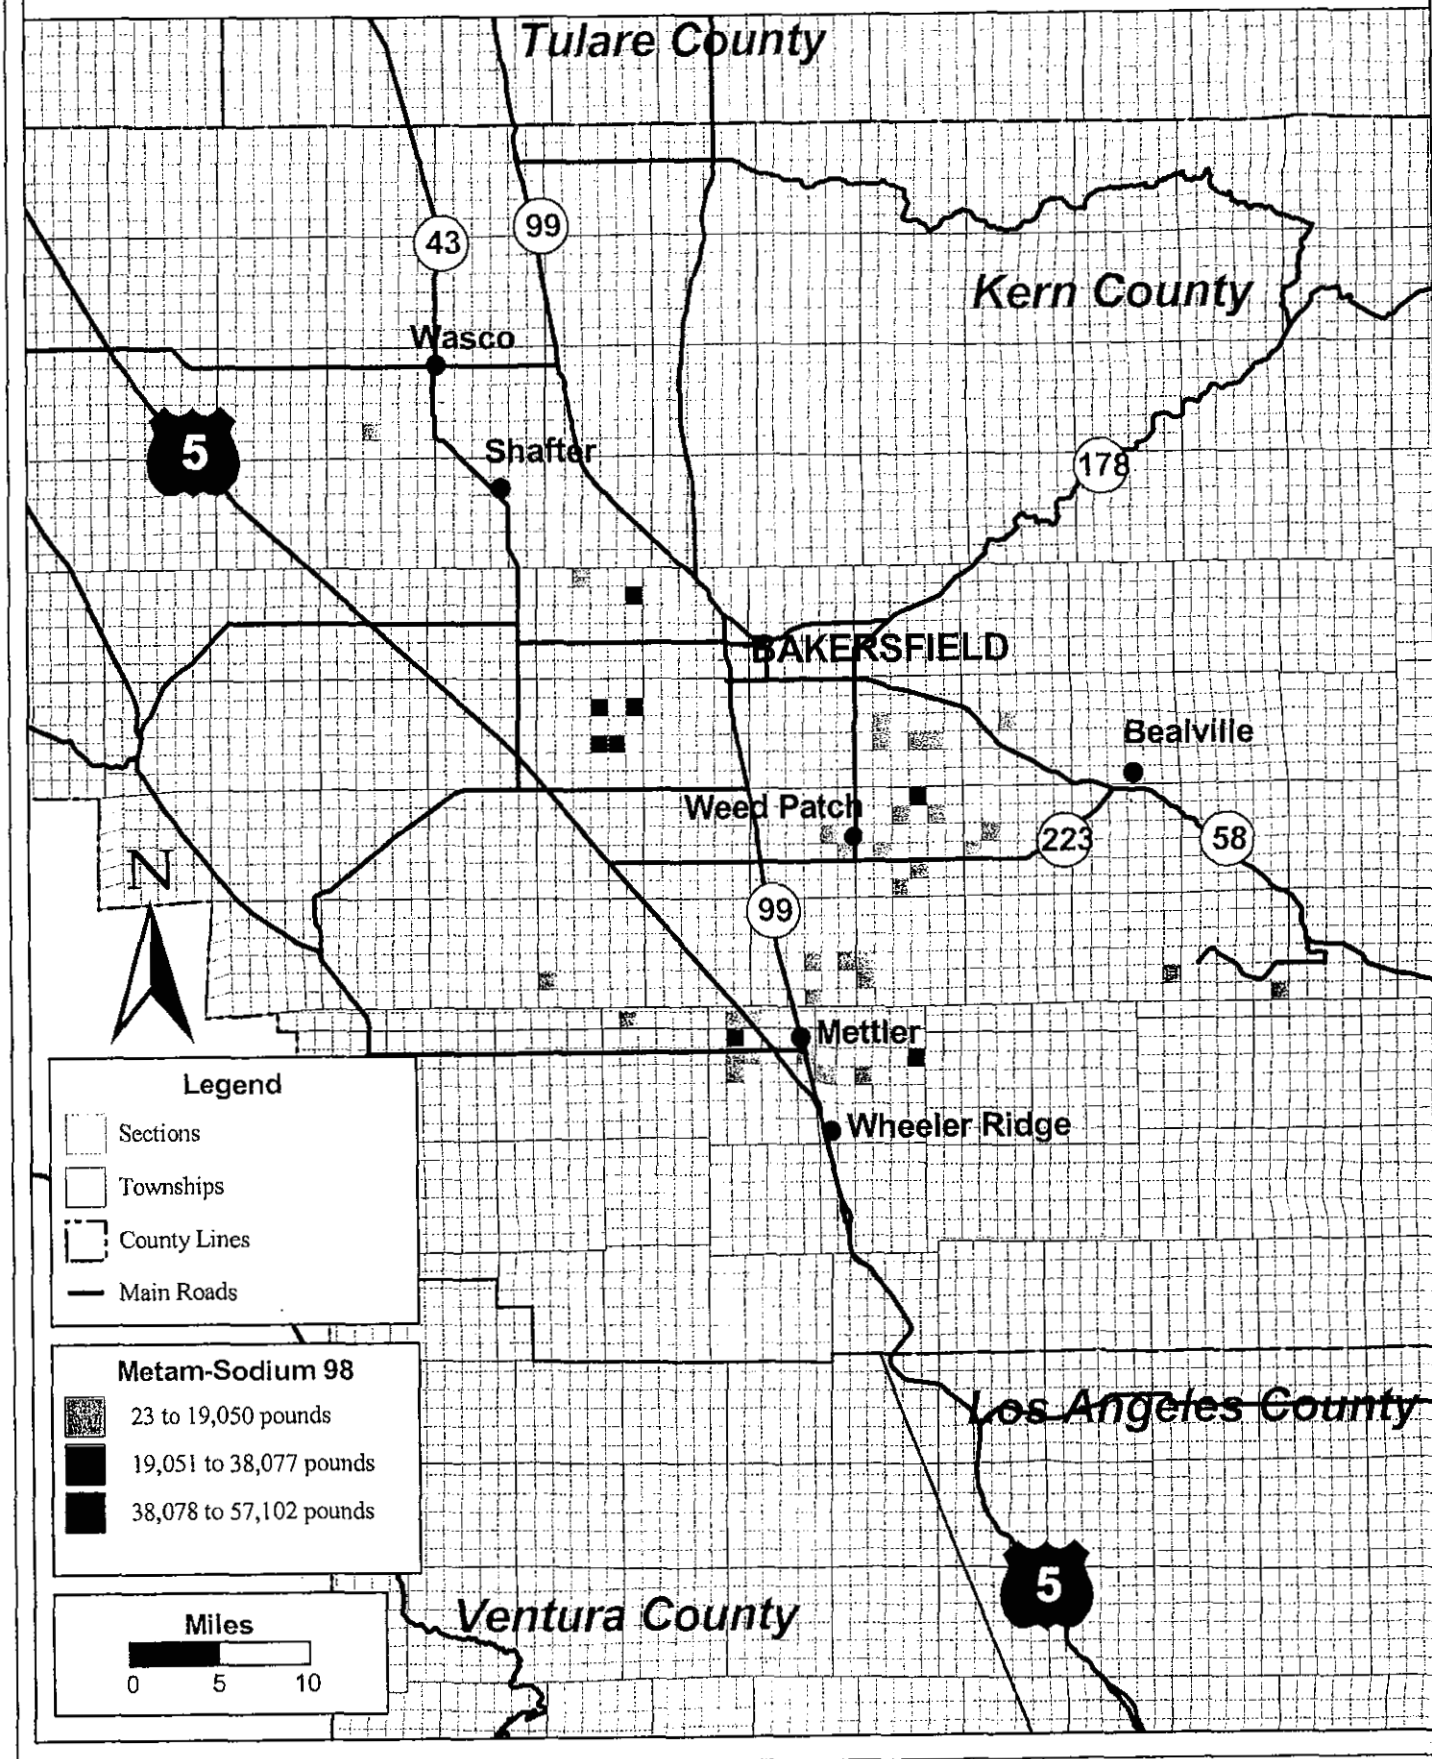 Tulare County
99
43
Kern County
Wasco
5
Shafter
178
BAKERSFIELD
Bealville
Weed Patch
223
58
N
99
Mettler
Wheeler Ridge
Legend
Sections
Townships
County Lines
Main Roads
Metam-Sodium 98
23 to 19,050 pounds
19,051 to 38,077 pounds
38,078 to 57,102 pounds
Los Angeles County
5
Ventura County
Miles
0 5 10